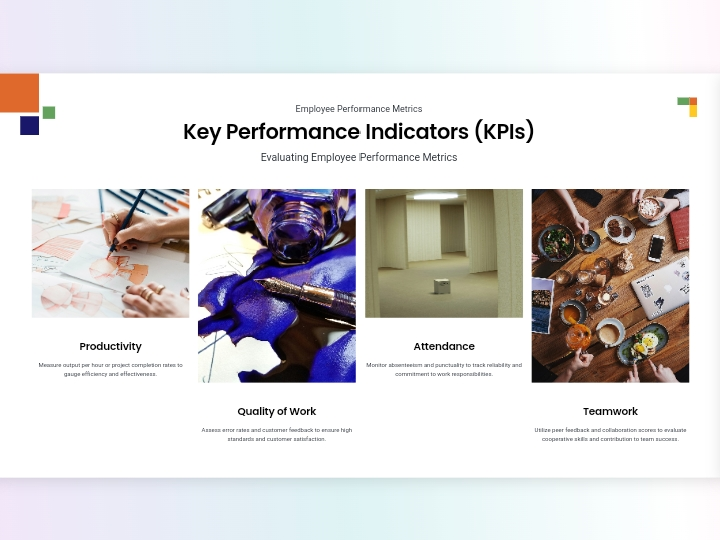 Employee Performance Metrics
Key Performance Indicators (KPIs)
Evaluating Employee Performance Metrics
Productivity
Measure output per hour or project completion rates to
gauge efficiency and effectiveness.
Quality of Work
Assess error rates and customer feedback to ensure high
standards and customer satisfaction.
Attendance
Monitor absenteeism and punctuality to track reliability and
commitment to work responsibilities.
Teamwork
Utilize peer feedback and collaboration scores to evaluate
cooperative skills and contribution to team success.